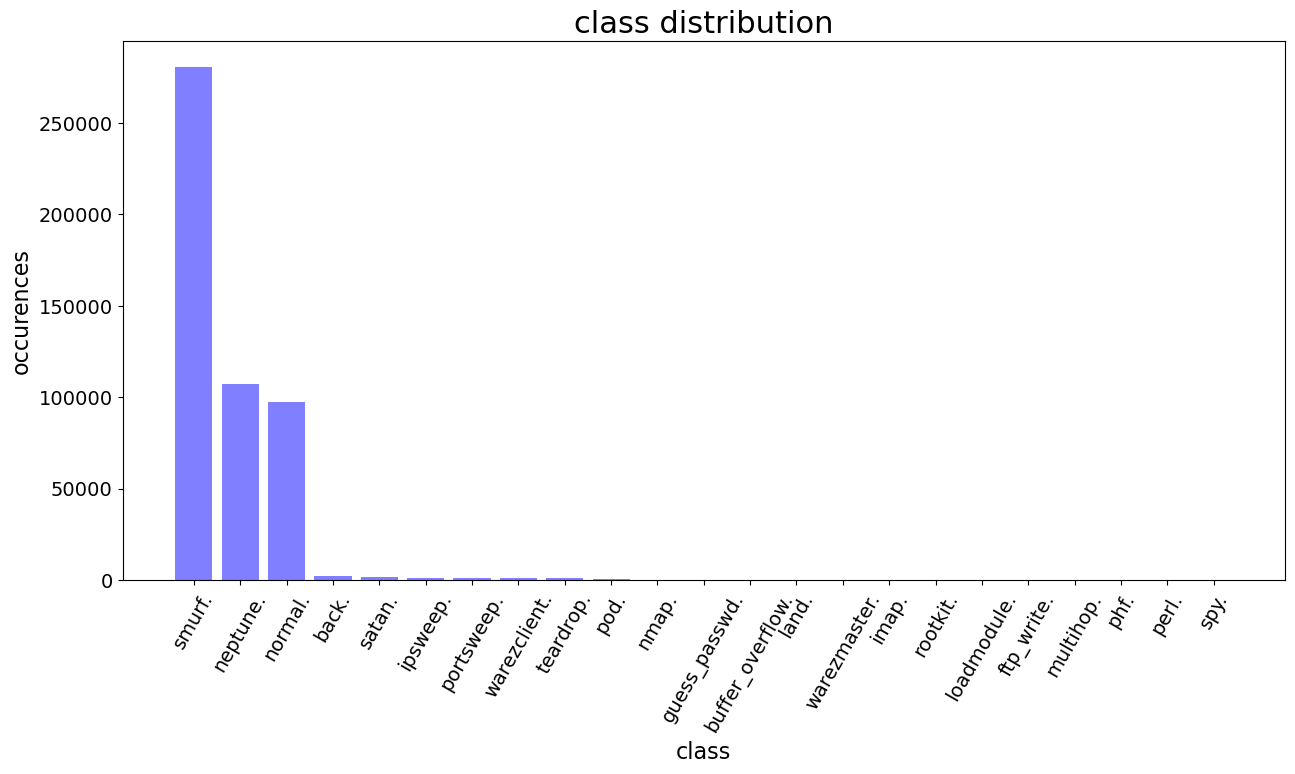 class distribution
occurences
250000
200000
150000
100000
50000
0
smurf.
neptune.
normal.
back.
satan.
ipsweep.
portsweep.
warezclient.
teardrop.
pod.
nmap.
guess_passwd.
buffer_overflow.
land.
warezmaster.
imap.
rootkit.
loadmodule.
ftp_write.
multihop.
phf.
perl.
spy.
class